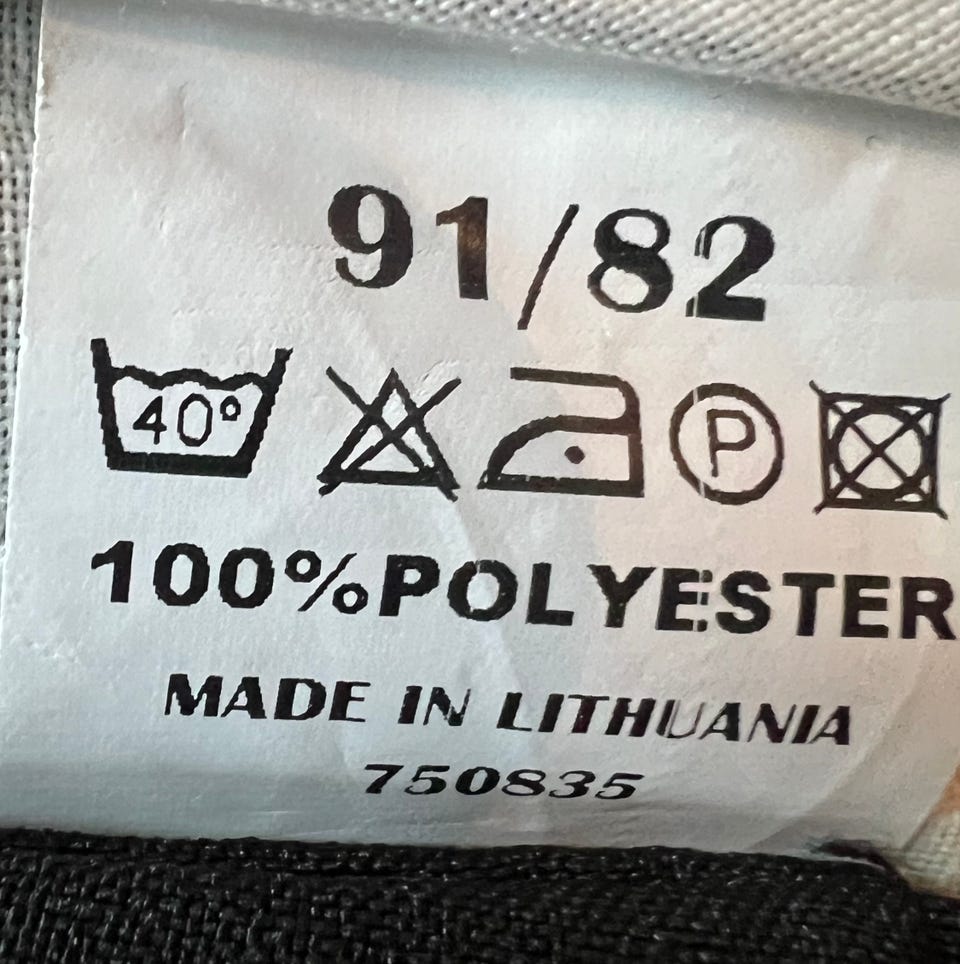 91/82
40° P
100%POLYESTER
MADE IN LITHUANIA
750835